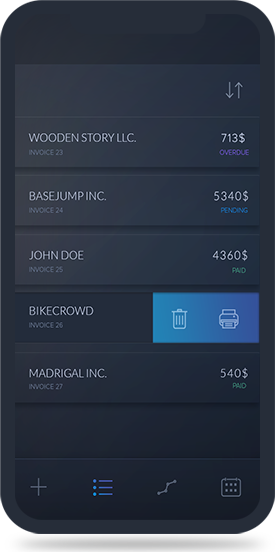 WOODEN STORY LLC. 713$
INVOICE 23 OVERDUE
BASEJUMP INC. 5340$
INVOICE 24 PENDING
JOHN DOE 4360$
INVOICE 25 PAID
BIKECROWD
INVOICE 26
MADRIGAL INC. 540$
INVOICE 27 PAID